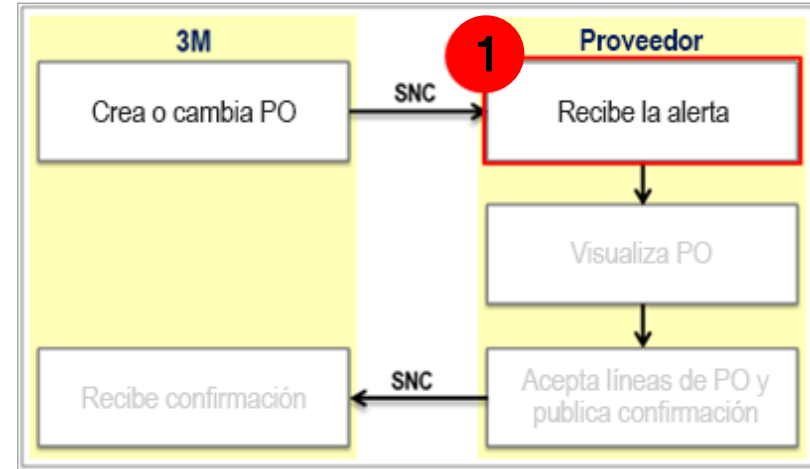 3M
1
Proveedor
Crea o cambia PO
SNC
Recibe la alerta
Visualiza PO
Recibe confirmación
SNC
Acepta líneas de PO y
publica confirmación